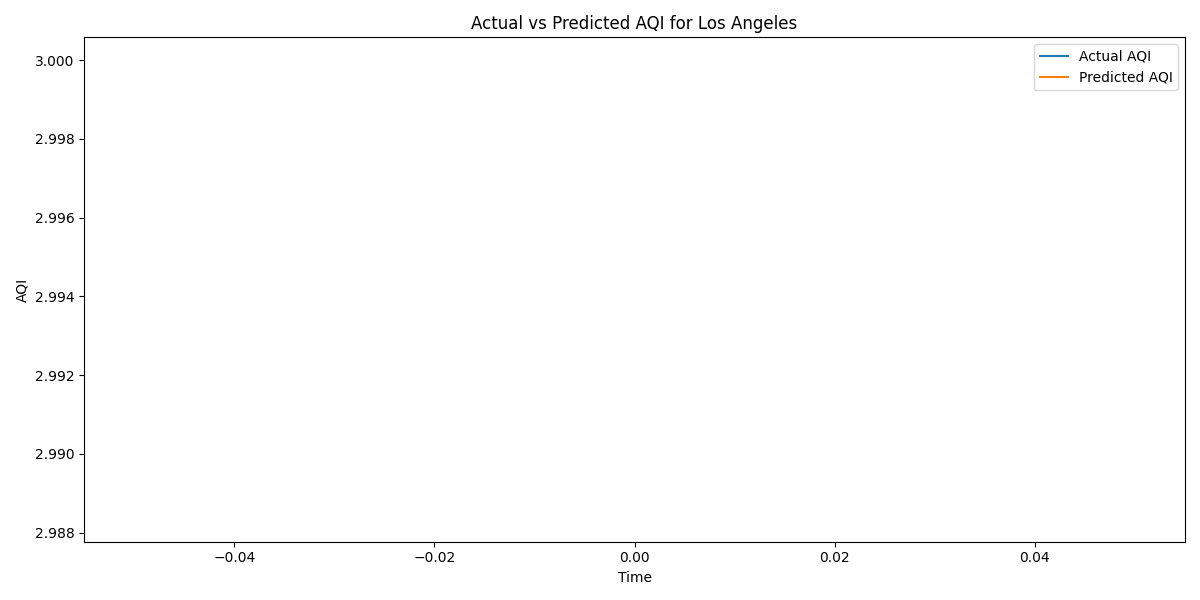 Actual vs Predicted AQI for Los Angeles
Actual AQI
Predicted AQI
3.000
2.998
2.996
2.994
2.992
2.990
2.988
AQI
−0.04
−0.02
0.00
0.02
0.04
Time